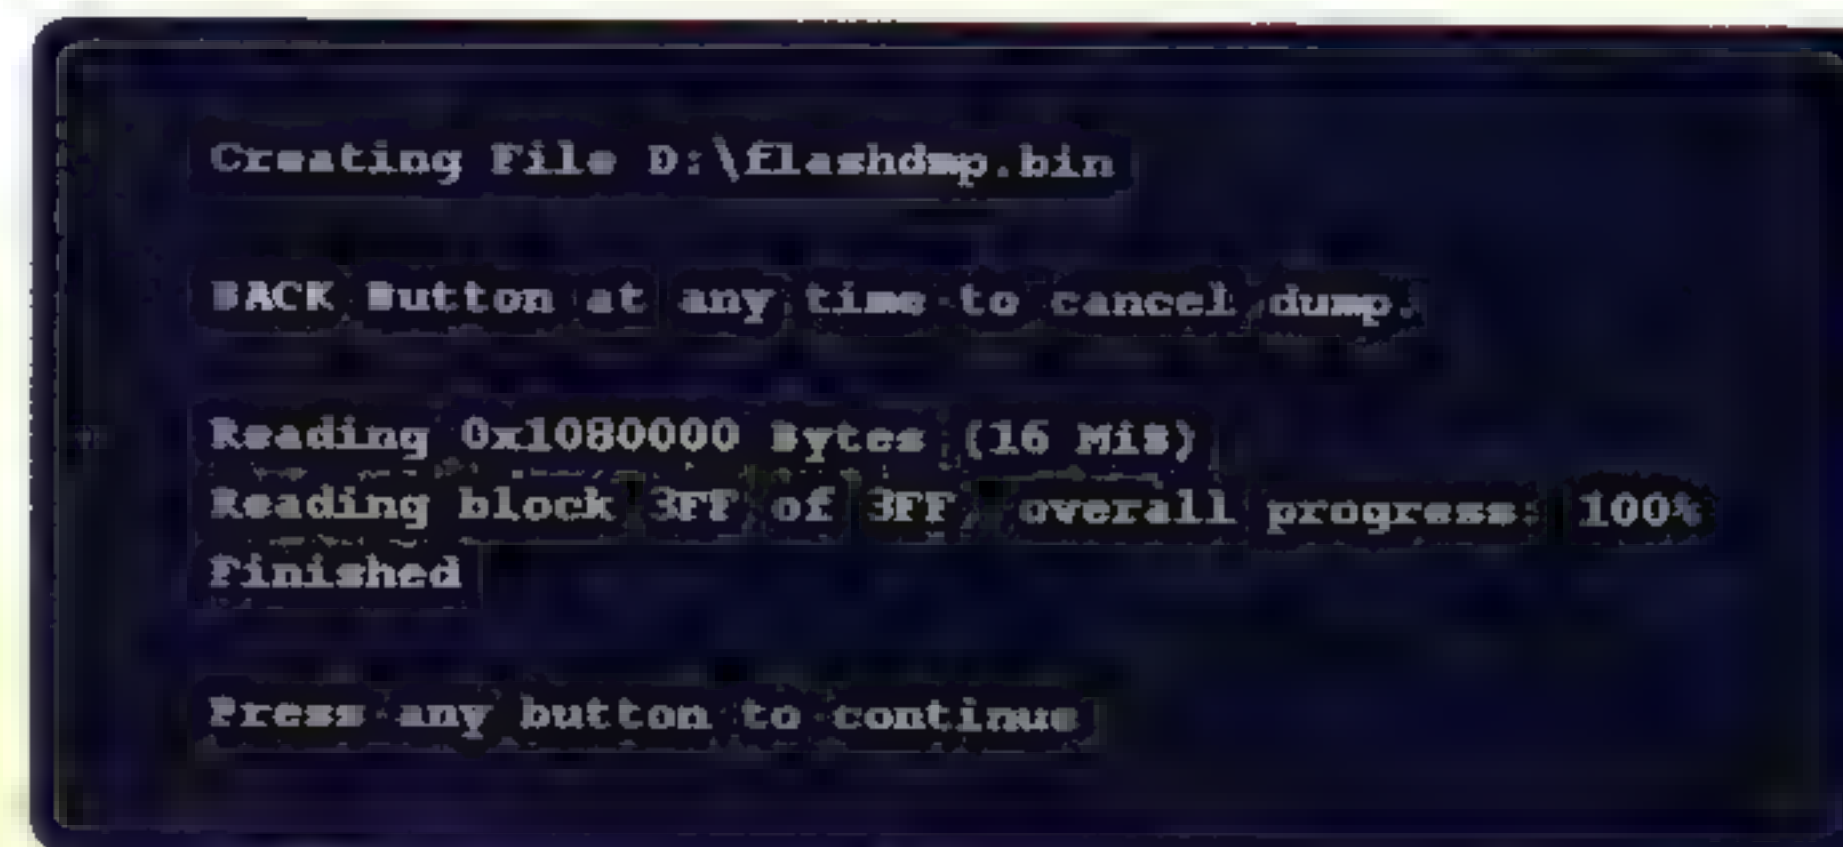 Creating File D:\flashdmp.bin
BACK Button at any time to cancel dump.
Reading 0x1080000 Bytes (16 MiB)
Reading block 3FF of 3FF, overall progress: 100%
Finished
Press any button to continue